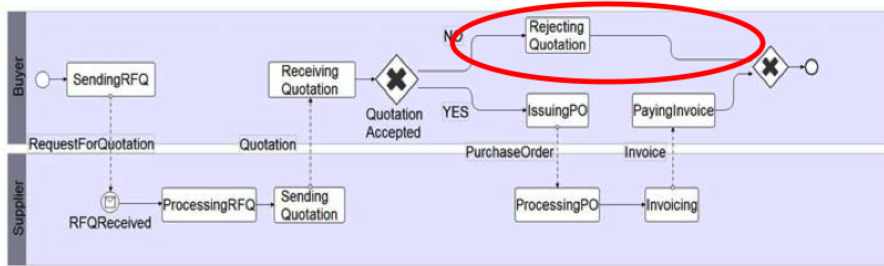 Buyer
SendingRFQ
Receiving
Quotation
Quotation
Accepted
NO
Rejecting
Quotation
YES
IssuingPO
PayingInvoice
RequestForQuotation
Quotation
PurchaseOrder
Invoice
Supplier
RFQReceived
ProcessingRFQ
Sending
Quotation
ProcessingPO
Invoicing